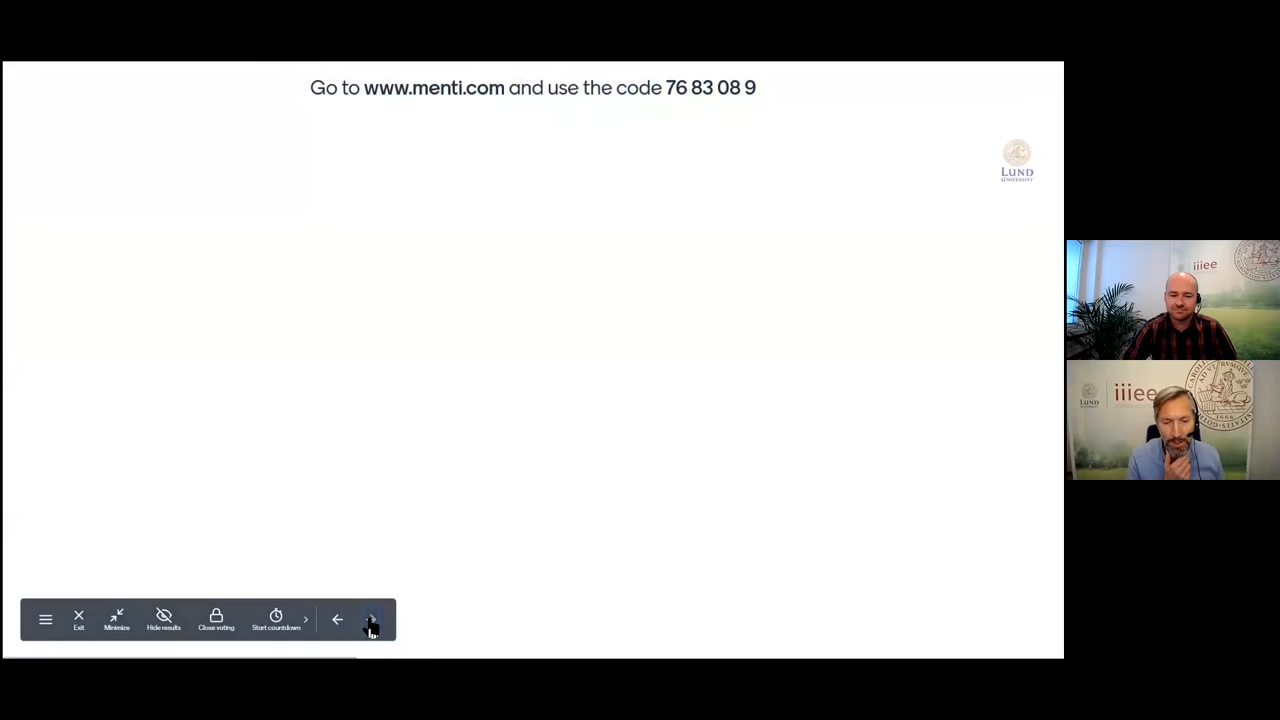 Go to www.menti.com and use the code 76 83 08 9
LUND
UNIVERSITY
iiiee
LUND
iiiee
Exit
Minimize
Hide results
Close voting
Start countdown